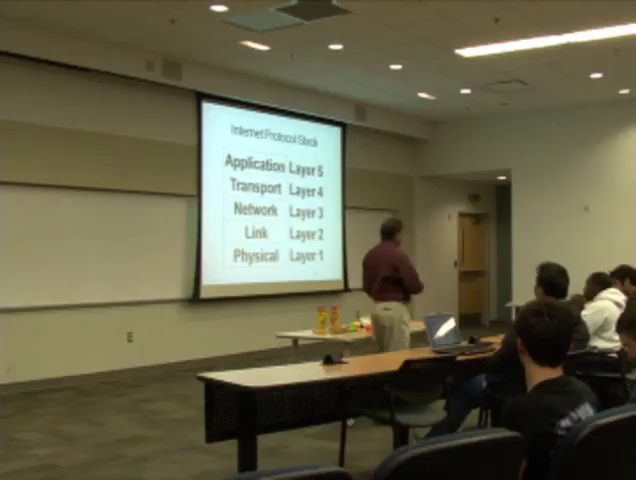 Internet Protocol Stack
Application Layer 5
Transport Layer 4
Network Layer 3
Link Layer 2
Physical Layer 1